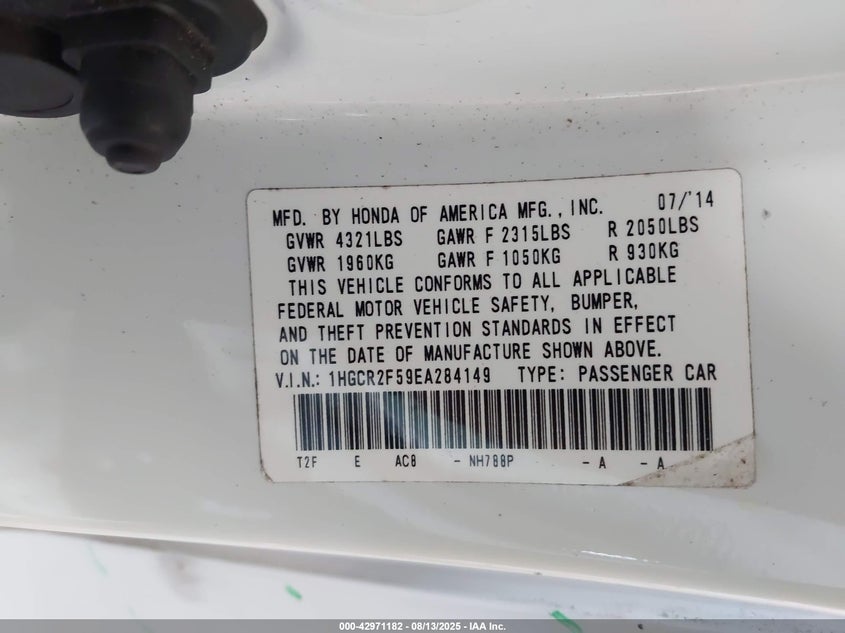 MFD. BY HONDA OF AMERICA MFG., INC. 07/'14
GVWR 4321LBS GAWR F 2315LBS R 2050LBS
GVWR 1960KG GAWR F 1050KG R 930KG
THIS VEHICLE CONFORMS TO ALL APPLICABLE
FEDERAL MOTOR VEHICLE SAFETY, BUMPER,
AND THEFT PREVENTION STANDARDS IN EFFECT
ON THE DATE OF MANUFACTURE SHOWN ABOVE.
V.I.N.: 1HGCR2F59EA284149 TYPE: PASSENGER CAR
T2F E AC8 - NH788P - A - A
000-42971182 - 08/13/2025 - IAA Inc.